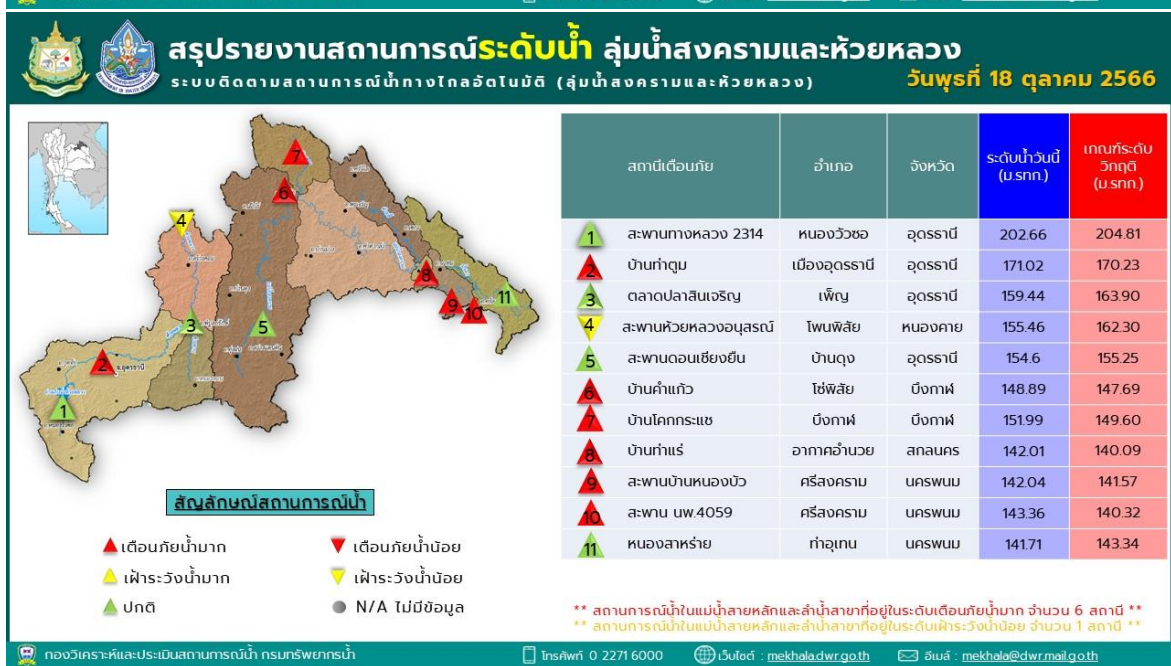 mekhala.dwr.go.th
mekhala@dwr.mail.go.th
สรุปรายงานสถานการณ์ระดับน้ำ ลุ่มน้ำสงครามและห้วยหลวง
ระบบติดตามสถานการณ์น้ำทางไกลอัตโนมัติ (ลุ่มน้ำสงครามและห้วยหลวง)
วันพุธที่ 18 ตุลาคม 2566
7
6
4
8
9
10
11
3
5
2
อ.เมือง
จ.อุดรธานี
1
สัญลักษณ์สถานการณ์น้ำ
เตือนภัยน้ำมาก
เตือนภัยน้ำน้อย
เฝ้าระวังน้ำมาก
เฝ้าระวังน้ำน้อย
ปกติ
N/A ไม่มีข้อมูล
สถานีเตือนภัย อำเภอ จังหวัด ระดับน้ำวันนี้ (ม.รทก.) เกณฑ์ระดับวิกฤติ (ม.รทก.)
1 สะพานทางหลวง 2314 หนองวัวซอ อุดรธานี 202.66 204.81
2 บ้านท่าตูม เมืองอุดรธานี อุดรธานี 171.02 170.23
3 ตลาดปลาสินเจริญ เพ็ญ อุดรธานี 159.44 163.90
4 สะพานห้วยหลวงอนุสรณ์ โพนพิสัย หนองคาย 155.46 162.30
5 สะพานดอนเชียงยืน บ้านดุง อุดรธานี 154.6 155.25
6 บ้านคำแก้ว โซ่พิสัย บึงกาฬ 148.89 147.69
7 บ้านโคกกระแซ บึงกาฬ บึงกาฬ 151.99 149.60
8 บ้านท่าแร่ อากาศอำนวย สกลนคร 142.01 140.09
9 สะพานบ้านหนองบัว ศรีสงคราม นครพนม 142.04 141.57
10 สะพาน นพ.4059 ศรีสงคราม นครพนม 143.36 140.32
11 หนองสาหร่าย ท่าอุเทน นครพนม 141.71 143.34
** สถานการณ์น้ำในแม่น้ำสายหลักและลำน้ำสาขาที่อยู่ในระดับเตือนภัยน้ำมาก จำนวน 6 สถานี **
** สถานการณ์น้ำในแม่น้ำสายหลักและลำน้ำสาขาที่อยู่ในระดับเฝ้าระวังน้ำน้อย จำนวน 1 สถานี **
กองวิเคราะห์และประเมินสถานการณ์น้ำ กรมทรัพยากรน้ำ
โทรศัพท์ 0 2271 6000
เว็บไซต์ : mekhala.dwr.go.th
อีเมล์ : mekhala@dwr.mail.go.th